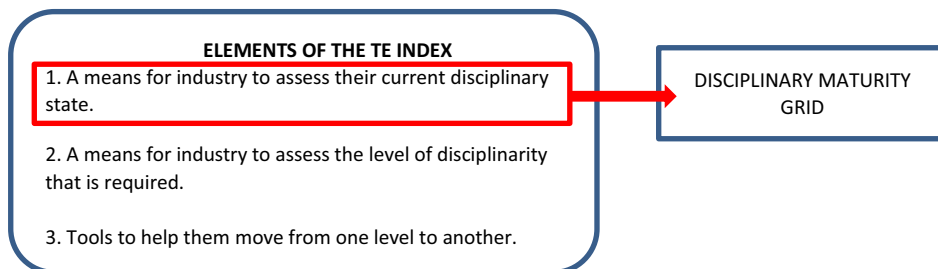 ELEMENTS OF THE TE INDEX
1. A means for industry to assess their current disciplinary
state.
2. A means for industry to assess the level of disciplinarity
that is required.
3. Tools to help them move from one level to another.
DISCIPLINARY MATURITY
GRID